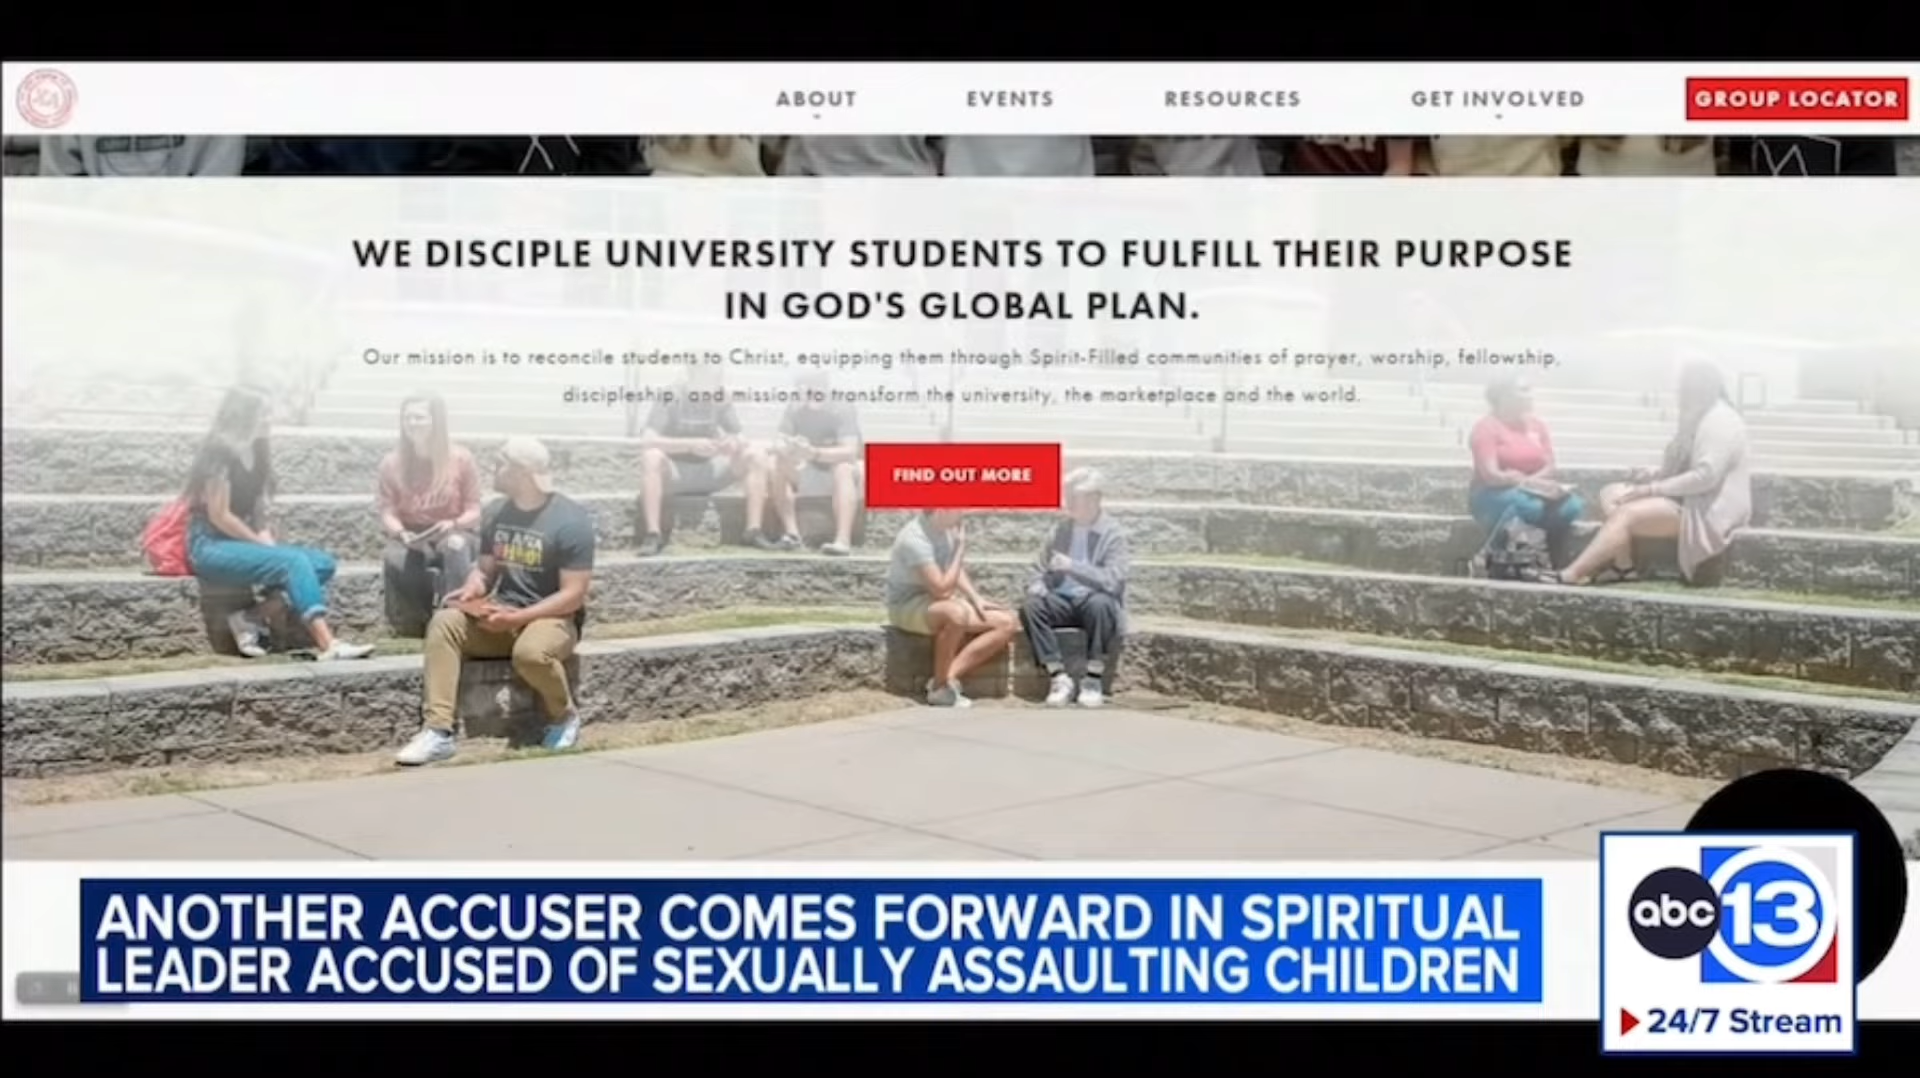 ABOUT
EVENTS
RESOURCES
GET INVOLVED
GROUP LOCATOR
WE DISCIPLE UNIVERSITY STUDENTS TO FULFILL THEIR PURPOSE
IN GOD'S GLOBAL PLAN.
Our mission is to reconcile students to Christ, equipping them through Spirit-Filled communities of prayer, worship, fellowship,
discipleship, and mission to transform the university, the marketplace and the world.
FIND OUT MORE
ANOTHER ACCUSER COMES FORWARD IN SPIRITUAL
LEADER ACCUSED OF SEXUALLY ASSAULTING CHILDREN
abc 13
24/7 Stream